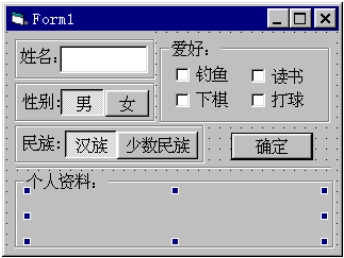 Form1
姓名:
爱好:
钓鱼 读书
下棋 打球
性别: 男 女
民族: 汉族 少数民族
确定
个人资料: